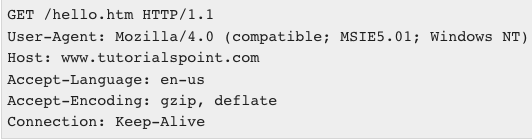 GET /hello.htm HTTP/1.1
User-Agent: Mozilla/4.0 (compatible; MSIE5.01; Windows NT)
Host: www.tutorialspoint.com
Accept-Language: en-us
Accept-Encoding: gzip, deflate
Connection: Keep-Alive